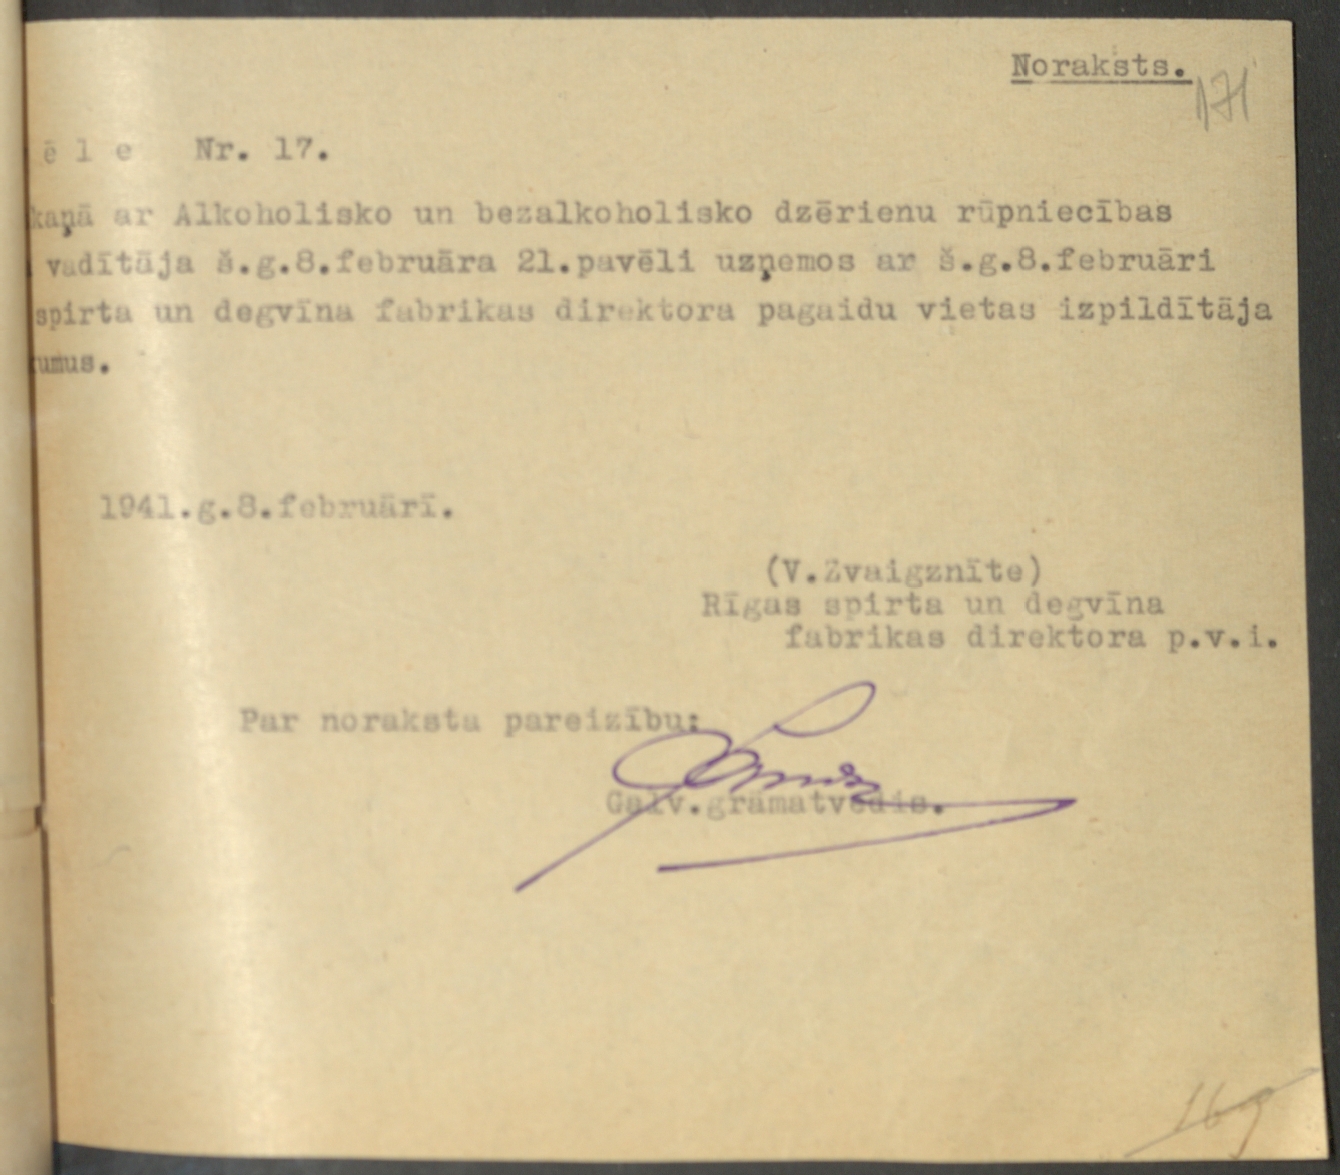 Noraksts.
171
ēle Nr. 17.
kaņā ar Alkoholisko un bezalkoholisko dzērienu rūpniecības
vadītāja š.g.8.februāra 21.pavēli uzņemos ar š.g.8.februāri
spirta un degvīna fabrikas direktora pagaidu vietas izpildītāja
umus.
1941.g.8.februārī.
(V.Zvaigznīte)
Rīgas spirta un degvīna
fabrikas direktora p.v.i.
Par noraksta pareizību:
Galv.grāmatvedis.
169